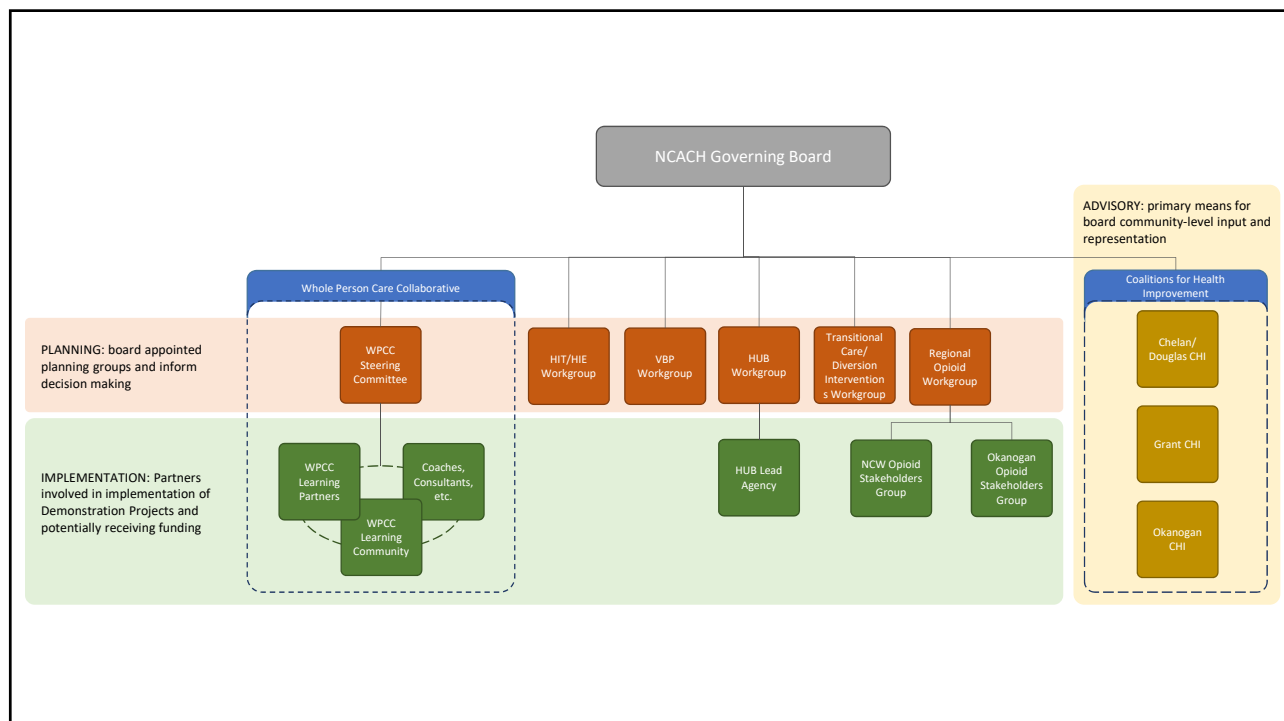 NCACH Governing Board
ADVISORY: primary means for
board community-level input and
representation
Whole Person Care Collaborative
Coalitions for Health
Improvement
PLANNING: board appointed
planning groups and inform
decision making
WPCC
Steering
Committee
HIT/HIE
Workgroup
VBP
Workgroup
HUB
Workgroup
Transitional Care/
Diversion
Intervention
s Workgroup
Regional
Opioid
Workgroup
Chelan/
Douglas CHI
Grant CHI
Okanogan
CHI
IMPLEMENTATION: Partners
involved in implementation of
Demonstration Projects and
potentially receiving funding
WPCC
Learning
Partners
Coaches,
Consultants,
etc.
WPCC
Learning
Community
HUB Lead
Agency
NCW Opioid
Stakeholders
Group
Okanogan
Opioid
Stakeholders
Group